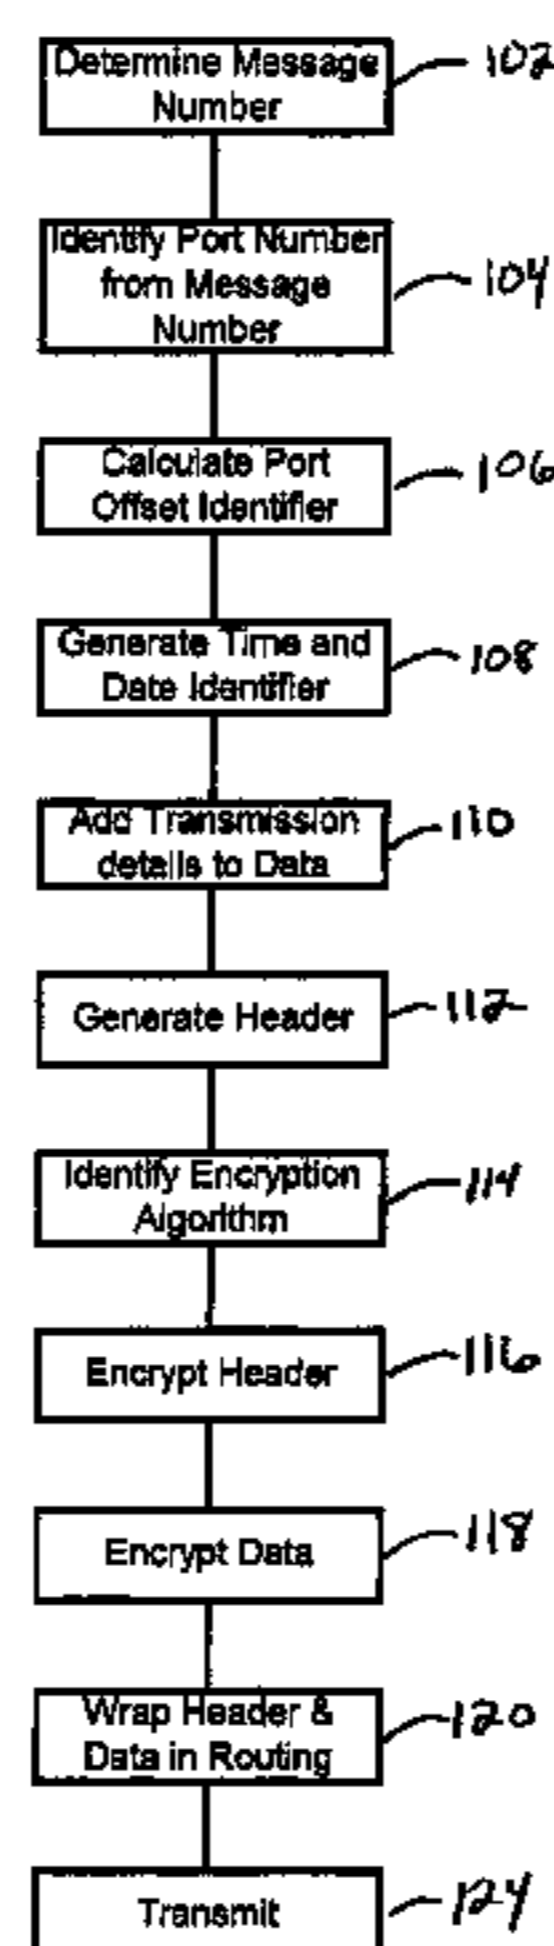 Determine Message
Number
102
Identify Port Number
from Message
Number
104
Calculate Port
Offset Identifier
106
Generate Time and
Date Identifier
108
Add Transmission
details to Data
110
Generate Header
112
Identify Encryption
Algorithm
114
Encrypt Header
116
Encrypt Data
118
Wrap Header &
Data in Routing
120
Transmit
124